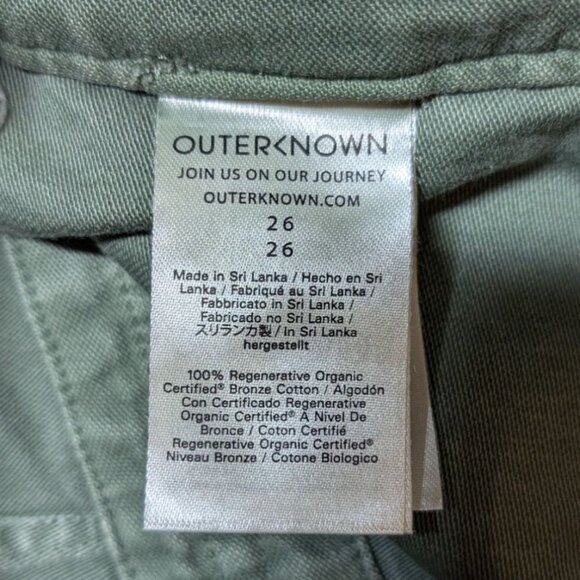 OUTERKNOWN
JOIN US ON OUR JOURNEY
OUTERKNOWN.COM
26
26
Made in Sri Lanka / Hecho en Sri
Lanka / Fabriqué au Sri Lanka /
Fabbricato in Sri Lanka /
Fabricado no Sri Lanka /
スリランカ製 / In Sri Lanka
hergestellt
100% Regenerative Organic
Certified® Bronze Cotton / Algodón
Con Certificado Regenerative
Organic Certified® A Nivel De
Bronce / Coton Certifié
Regenerative Organic Certified®
Niveau Bronze / Cotone Biologico